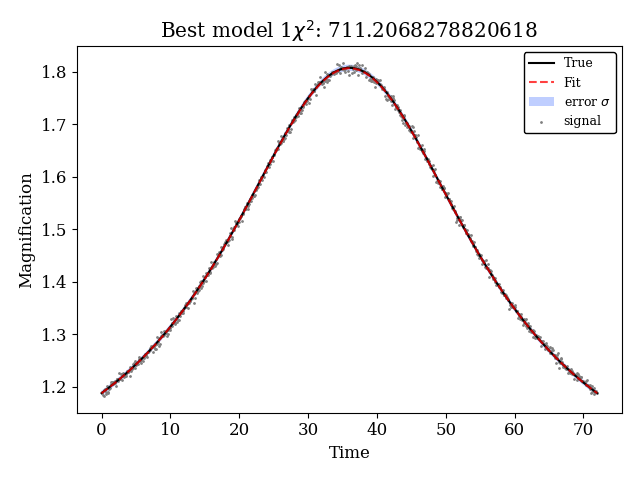 Best model 1χ²: 711.2068278820618
1.8
1.7
1.6
1.5
1.4
1.3
1.2
Magnification
True
Fit
error σ
signal
0 10 20 30 40 50 60 70
Time